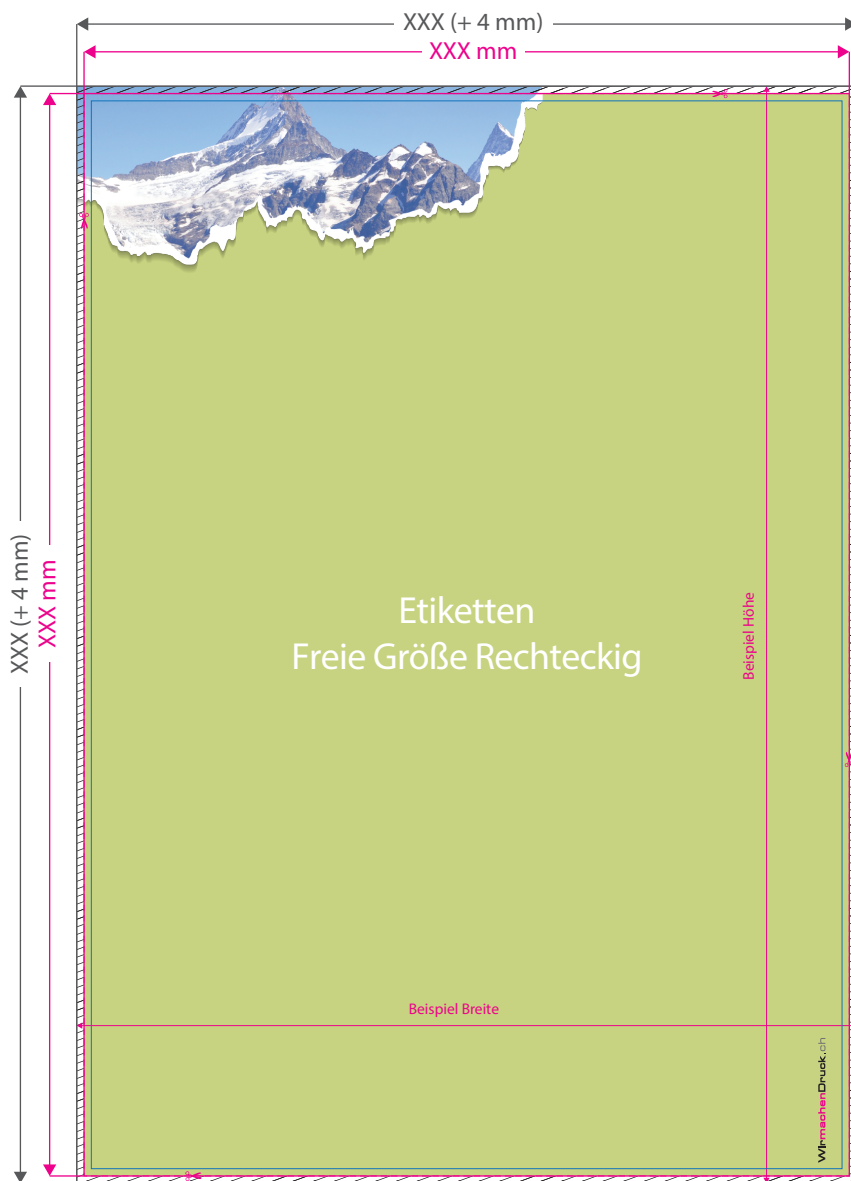 XXX (+ 4 mm)
XXX mm
XXX (+ 4 mm)
XXX mm
Etiketten
Freie Größe Rechteckig
Beispiel Höhe
Beispiel Breite
WIrmachenDruck.ch